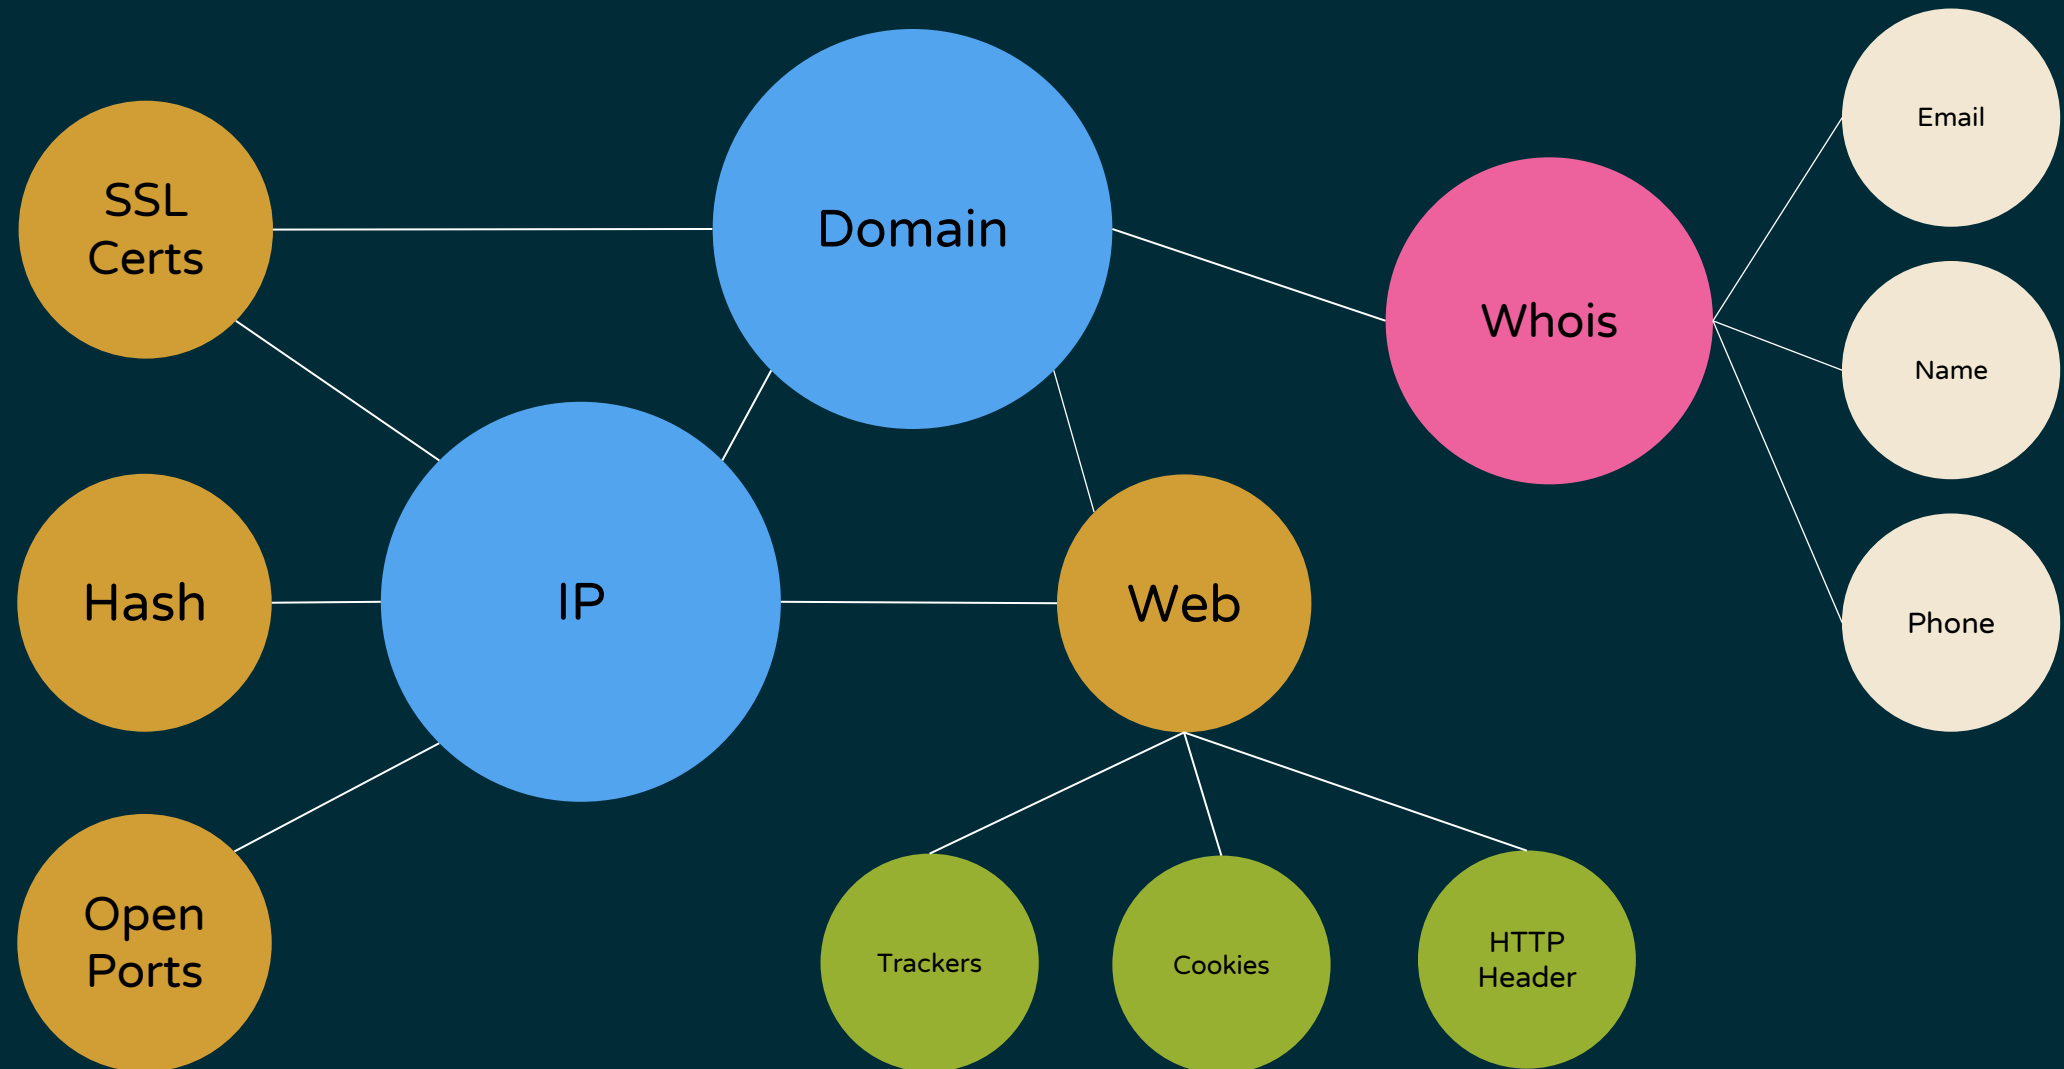 SSL
Certs
Domain
Whois
Email
Name
Phone
Hash
IP
Web
Open
Ports
Trackers
Cookies
HTTP
Header